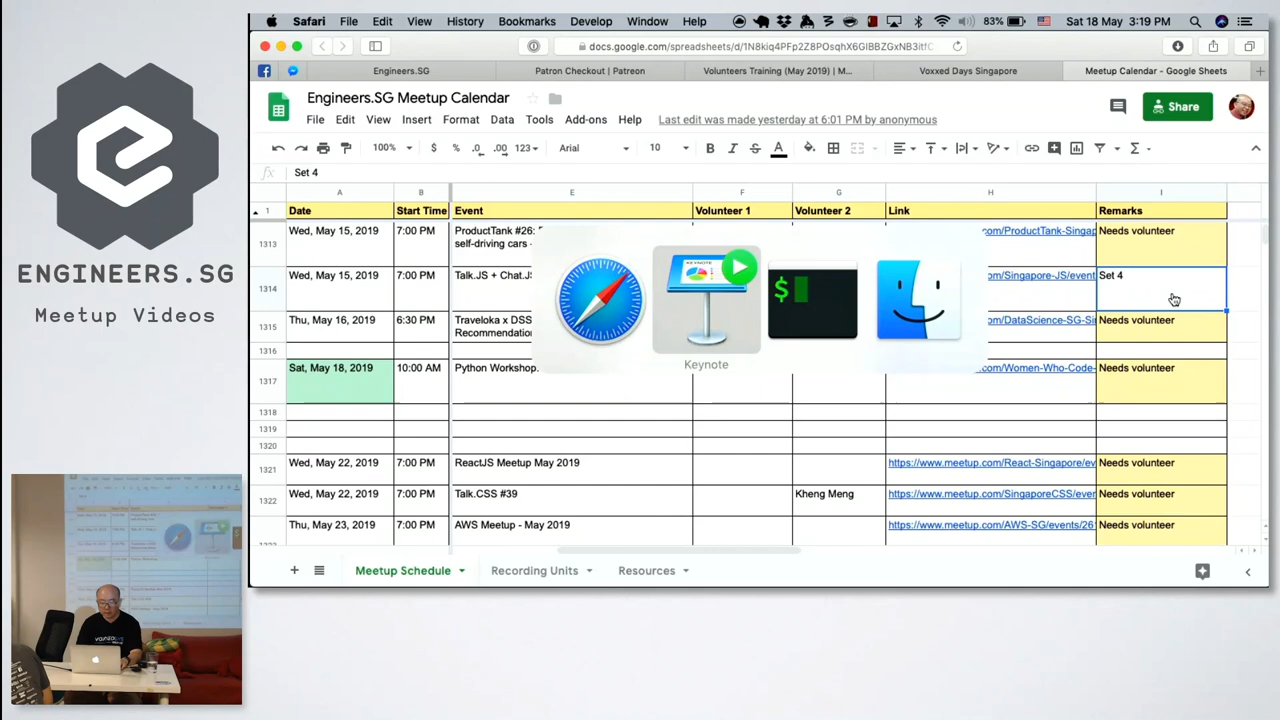 Safari File Edit View History Bookmarks Develop Window Help 83% Sat 18 May 3:19 PM
docs.google.com/spreadsheets/d/1N8kiq4PFp2Z8POsqhX6GlBBZGxNB3itfC
Engineers.SG Patron Checkout | Patreon Volunteers Training (May 2019) | M... Voxxed Days Singapore Meetup Calendar - Google Sheets
Engineers.SG Meetup Calendar
Share
File Edit View Insert Format Data Tools Add-ons Help Last edit was made yesterday at 6:01 PM by anonymous
100% $ % .0 .00 123 Arial 10 B I S A
fx Set 4
A B E F G H I
1 Date Start Time Event Volunteer 1 Volunteer 2 Link Remarks
1313 Wed, May 15, 2019 7:00 PM ProductTank #26: com/ProductTank-Singap Needs volunteer
self-driving cars -
1314 Wed, May 15, 2019 7:00 PM Talk.JS + Chat.JS com/Singapore-JS/event Set 4
1315 Thu, May 16, 2019 6:30 PM Traveloka x DSS com/DataScience-SG-Si Needs volunteer
Recommendation
1316
1317 Sat, May 18, 2019 10:00 AM Python Workshop com/Women-Who-Code- Needs volunteer
1318
1319
1320
1321 Wed, May 22, 2019 7:00 PM ReactJS Meetup May 2019 https://www.meetup.com/React-Singapore/ev Needs volunteer
1322 Wed, May 22, 2019 7:00 PM Talk.CSS #39 Kheng Meng https://www.meetup.com/SingaporeCSS/even Needs volunteer
Thu, May 23, 2019 7:00 PM AWS Meetup - May 2019 https://www.meetup.com/AWS-SG/events/26 Needs volunteer
$
KEYNOTE
Keynote
Meetup Schedule Recording Units Resources
ENGINEERS.SG
Meetup Videos